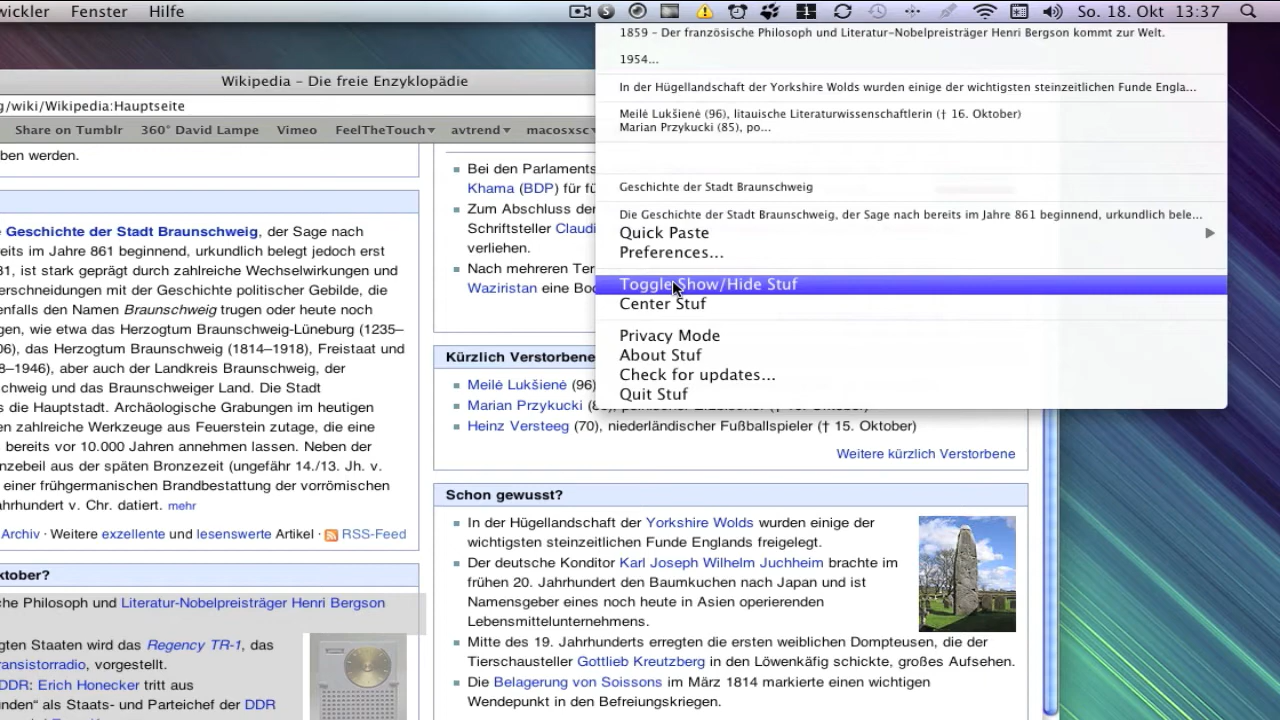 wickler Fenster Hilfe So. 18. Okt 13:37
Wikipedia – Die freie Enzyklopädie
g/wiki/Wikipedia:Hauptseite
Share on Tumblr 360° David Lampe Vimeo FeelTheTouch avtrend macosxsc
ben werden.
Geschichte der Stadt Braunschweig, der Sage nach
eits im Jahre 861 beginnend, urkundlich belegt jedoch erst
31, ist stark geprägt durch zahlreiche Wechselwirkungen und
erschneidungen mit der Geschichte politischer Gebilde, die
enfalls den Namen Braunschweig trugen oder heute noch
gen, wie etwa das Herzogtum Braunschweig-Lüneburg (1235–
06), das Herzogtum Braunschweig (1814–1918), Freistaat und
8–1946), aber auch der Landkreis Braunschweig, der
chweig und das Braunschweiger Land. Die Stadt
s die Hauptstadt. Archäologische Grabungen im heutigen
en zahlreiche Werkzeuge aus Feuerstein zutage, die eine
bereits vor 10.000 Jahren annehmen lassen. Neben der
nzebeil aus der späten Bronzezeit (ungefähr 14./13. Jh. v.
einer frühgermanischen Brandbestattung der vorrömischen
ahrhundert v. Chr. datiert. mehr
Archiv · Weitere exzellente und lesenswerte Artikel · RSS-Feed
ktober?
che Philosoph und Literatur-Nobelpreisträger Henri Bergson
gten Staaten wird das Regency TR-1, das
ransistorradio, vorgestellt.
DDR: Erich Honecker tritt aus
unden" als Staats- und Parteichef der DDR
Bei den Parlaments
Khama (BDP) für fü
Zum Abschluss der
Schriftsteller Claudi
verliehen.
Nach mehreren Ter
Waziristan eine Bo
Kürzlich Verstorbene
Meilė Lukšienė (96)
Marian Przykucki (85), polnischer Erzbischof († 16. Oktober)
Heinz Versteeg (70), niederländischer Fußballspieler († 15. Oktober)
Weitere kürzlich Verstorbene
Schon gewusst?
In der Hügellandschaft der Yorkshire Wolds wurden einige der
wichtigsten steinzeitlichen Funde Englands freigelegt.
Der deutsche Konditor Karl Joseph Wilhelm Juchheim brachte im
frühen 20. Jahrhundert den Baumkuchen nach Japan und ist
Namensgeber eines noch heute in Asien operierenden
Lebensmittelunternehmens.
Mitte des 19. Jahrhunderts erregten die ersten weiblichen Dompteusen, die der
Tierschausteller Gottlieb Kreutzberg in den Löwenkäfig schickte, großes Aufsehen.
Die Belagerung von Soissons im März 1814 markierte einen wichtigen
Wendepunkt in den Befreiungskriegen.
1859 – Der französische Philosoph und Literatur-Nobelpreisträger Henri Bergson kommt zur Welt.
1954...
In der Hügellandschaft der Yorkshire Wolds wurden einige der wichtigsten steinzeitlichen Funde Engla...
Meilė Lukšienė (96), litauische Literaturwissenschaftlerin († 16. Oktober)
Marian Przykucki (85), po...
Geschichte der Stadt Braunschweig
Die Geschichte der Stadt Braunschweig, der Sage nach bereits im Jahre 861 beginnend, urkundlich bele...
Quick Paste
Preferences...
Toggle Show/Hide Stuf
Center Stuf
Privacy Mode
About Stuf
Check for updates...
Quit Stuf